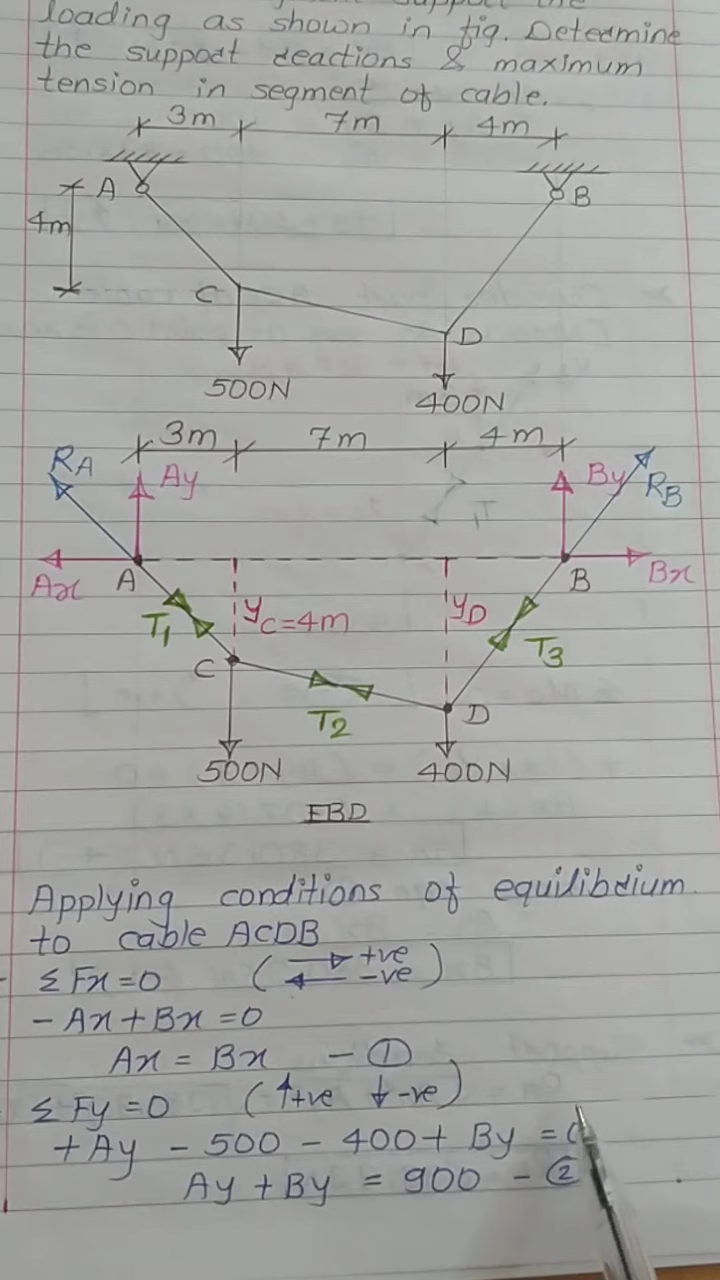 loading as shown in fig. Determine
the support reactions & maximum
tension in segment of cable.
3m 7m 4m
A B
4m
C
D
500N
400N
3m 7m 4m
RA Ay By RB
Ax A B Bx
T1 yC=4m yD T3
C
T2 D
500N 400N
FBD
Applying conditions of equilibrium
to cable ACDB
ΣFx=0 (→ +ve
← -ve)
-Ax+Bx=0
Ax = Bx - ①
ΣFy=0 (↑+ve ↓-ve)
+Ay - 500 - 400 + By =
Ay + By = 900 - ②